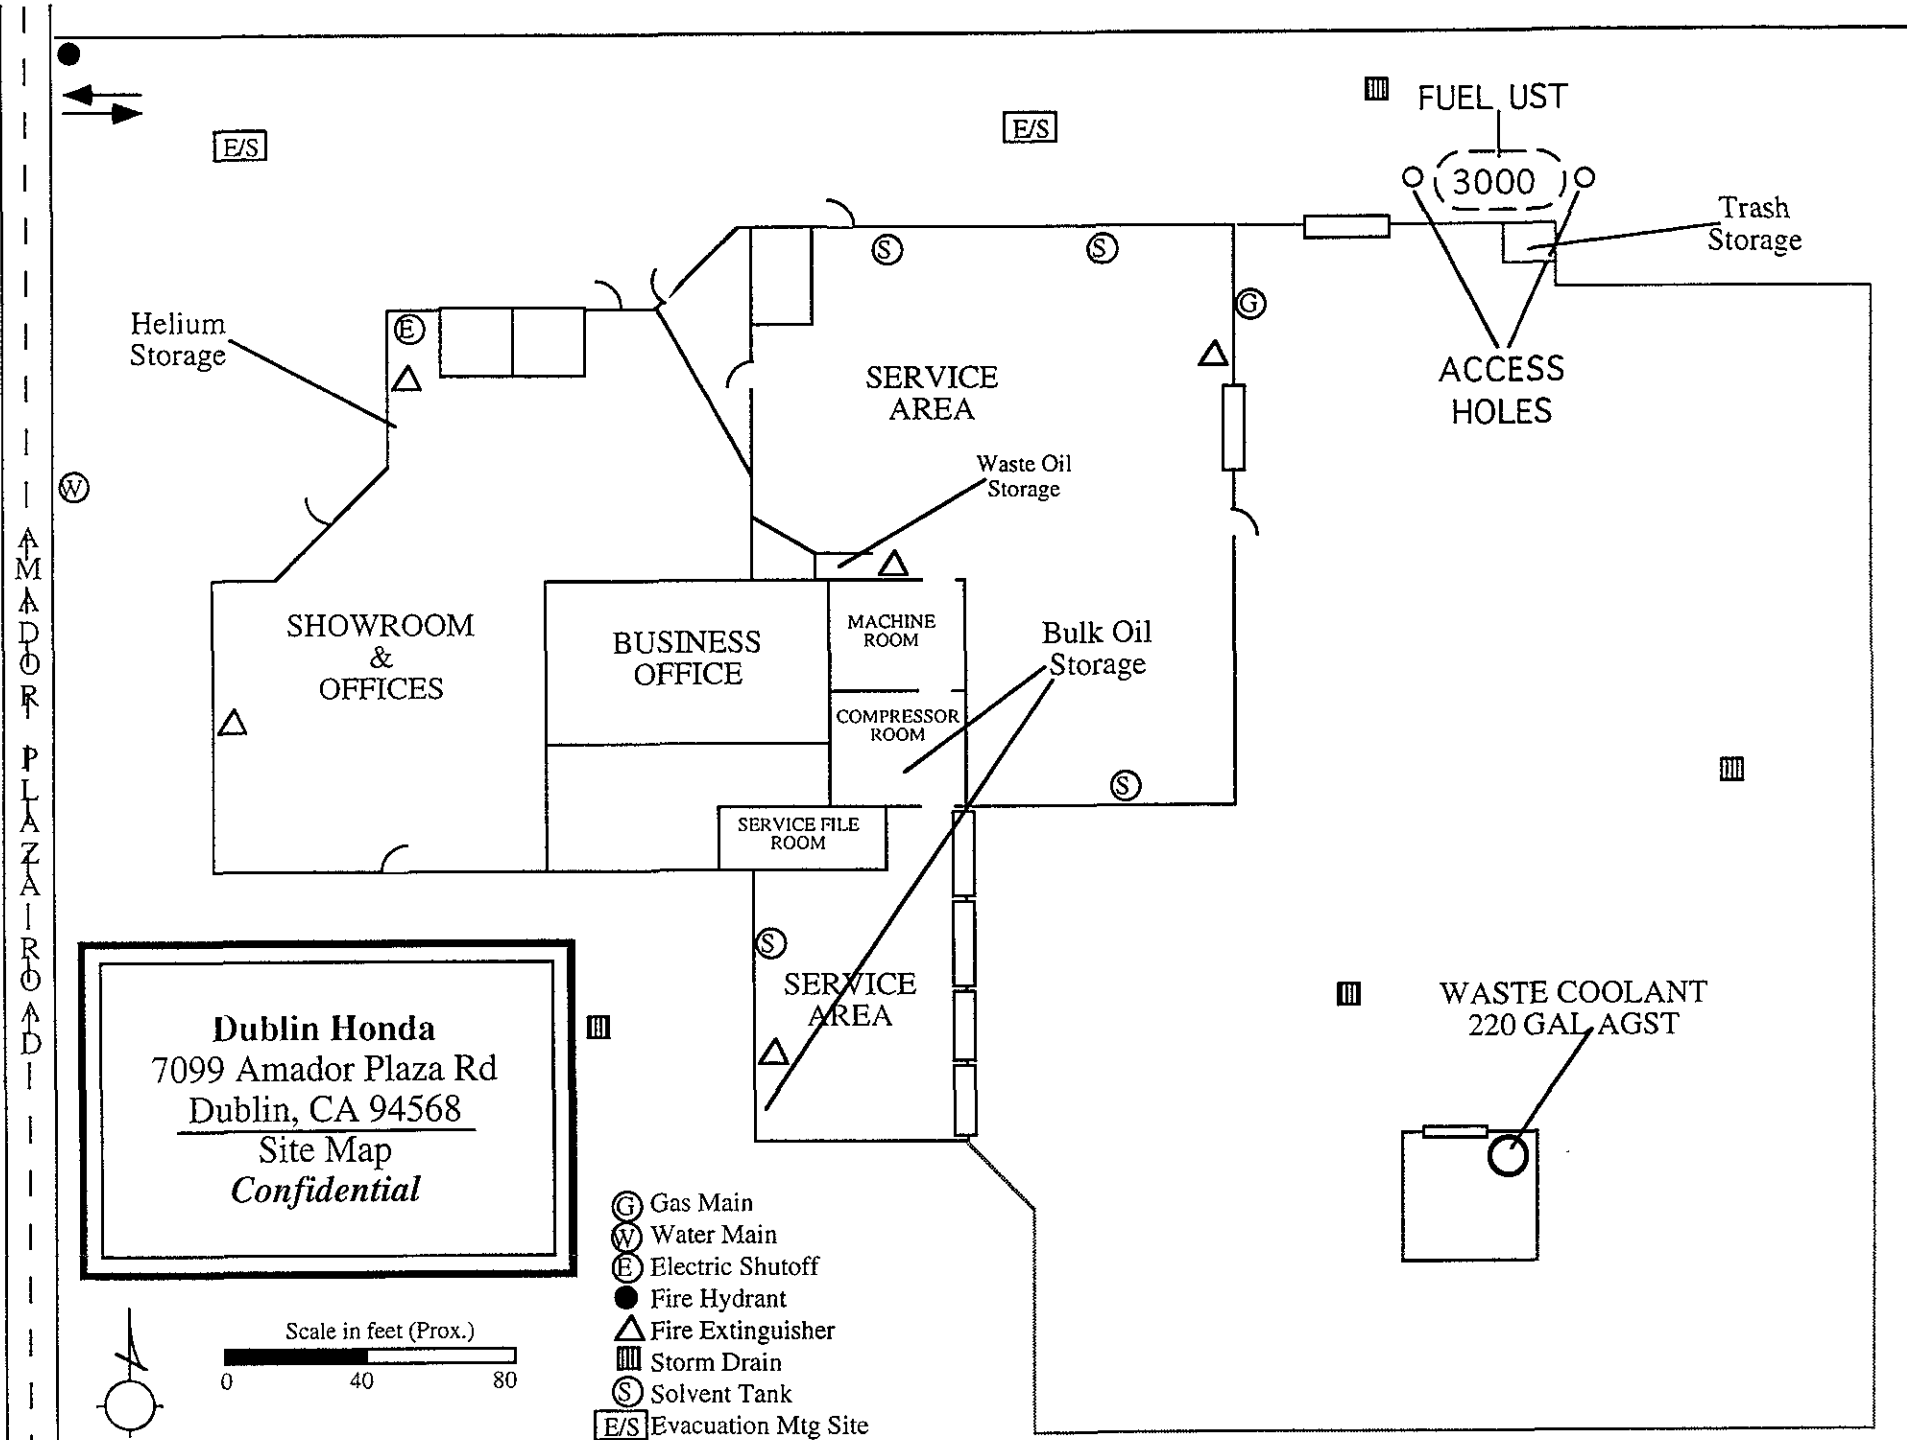 E/S
E/S
FUEL UST
3000
Trash
Storage
S
S
G
Helium
Storage
E
SERVICE
AREA
ACCESS
HOLES
W
Waste Oil
Storage
AMADOR PLAZA ROAD
SHOWROOM
&
OFFICES
BUSINESS
OFFICE
MACHINE
ROOM
Bulk Oil
Storage
COMPRESSOR
ROOM
S
SERVICE FILE
ROOM
S
SERVICE
AREA
WASTE COOLANT
220 GAL AGST
Dublin Honda
7099 Amador Plaza Rd
Dublin, CA 94568
Site Map
Confidential
G Gas Main
W Water Main
E Electric Shutoff
Fire Hydrant
Fire Extinguisher
Storm Drain
S Solvent Tank
E/S Evacuation Mtg Site
Scale in feet (Prox.)
0 40 80